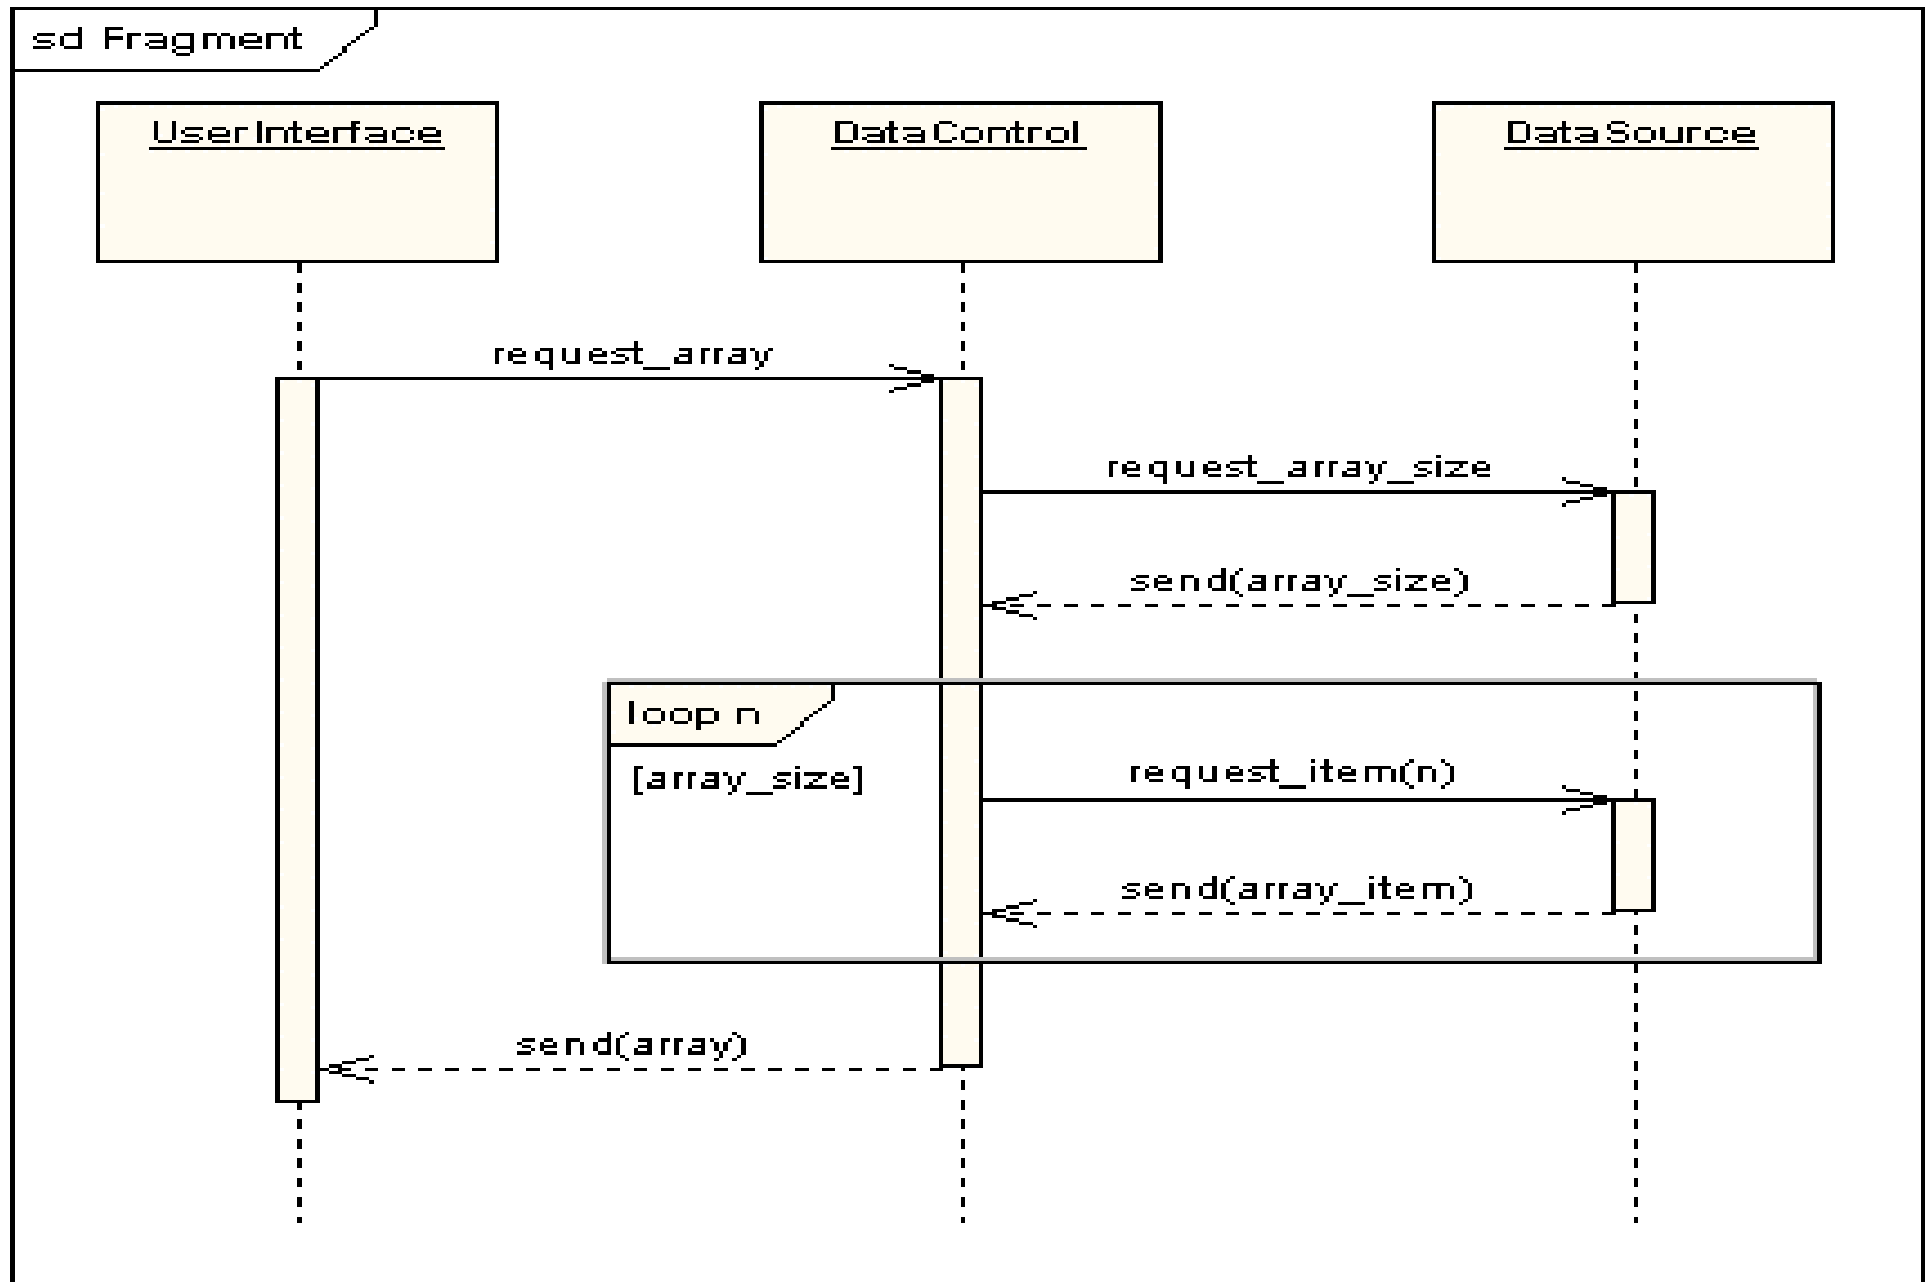 sd Fragment
UserInterface
DataControl
DataSource
request_array
request_array_size
send(array_size)
loop n
[array_size]
request_item(n)
send(array_item)
send(array)